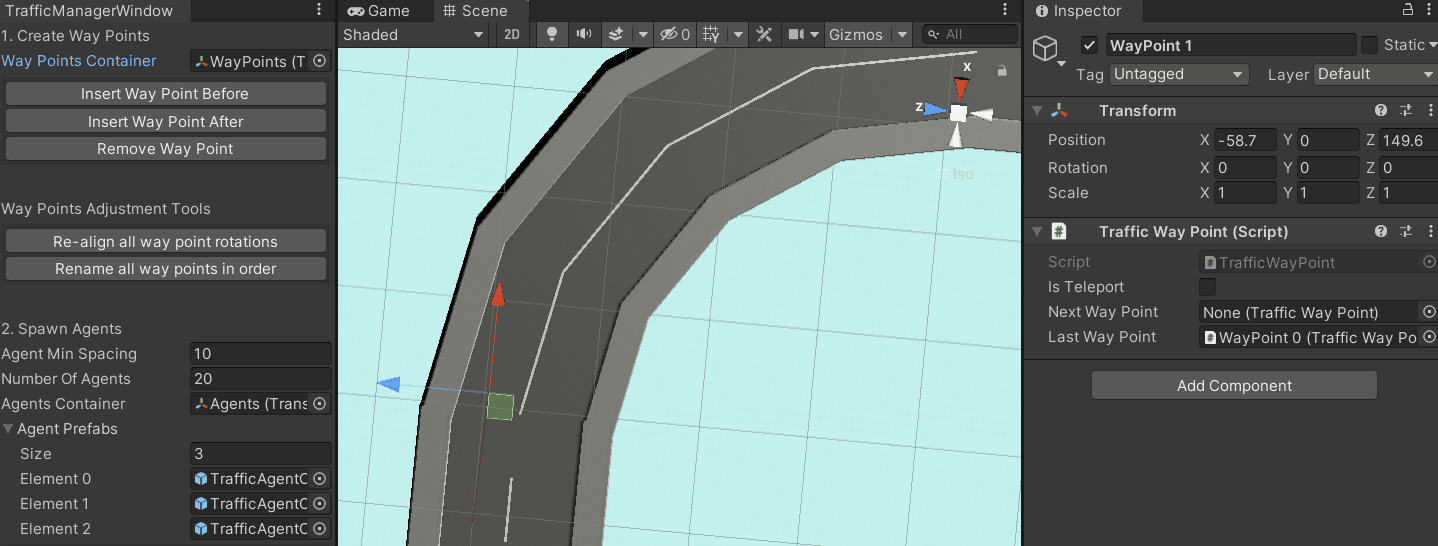 TrafficManagerWindow
1. Create Way Points
Way Points Container WayPoints (T
Insert Way Point Before
Insert Way Point After
Remove Way Point
Way Points Adjustment Tools
Re-align all way point rotations
Rename all way points in order
2. Spawn Agents
Agent Min Spacing 10
Number Of Agents 20
Agents Container Agents (Trans
Agent Prefabs
Size 3
Element 0 TrafficAgentC
Element 1 TrafficAgentC
Element 2 TrafficAgentC
Game Scene
Shaded 2D 0 Gizmos All
x
z
Iso
Inspector
WayPoint 1 Static
Tag Untagged Layer Default
Transform
Position X -58.7 Y 0 Z 149.6
Rotation X 0 Y 0 Z 0
Scale X 1 Y 1 Z 1
# Traffic Way Point (Script)
Script # TrafficWayPoint
Is Teleport
Next Way Point None (Traffic Way Point)
Last Way Point # WayPoint 0 (Traffic Way Po
Add Component